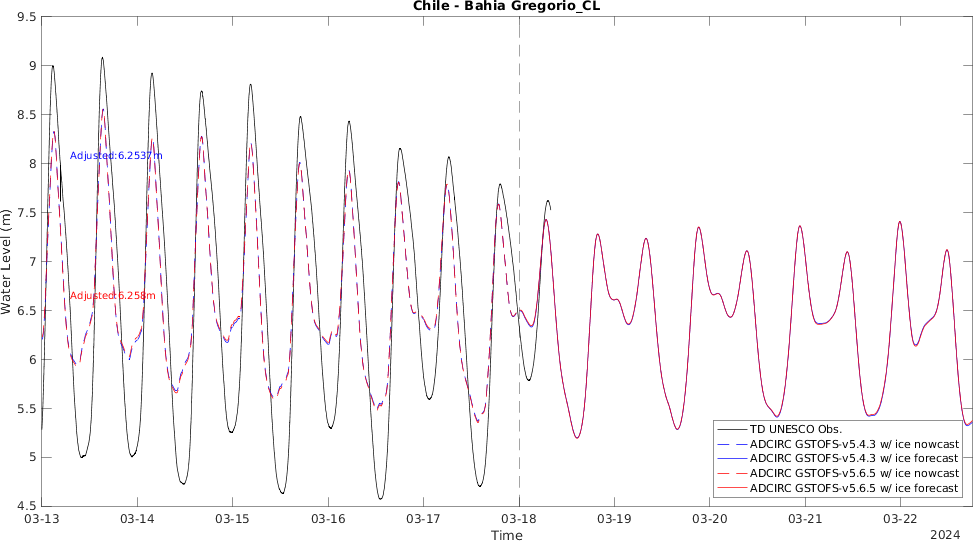 Chile - Bahia Gregorio_CL
9.5
9
8.5
8
7.5
7
6.5
6
5.5
5
4.5
Water Level (m)
Adjusted:6.2537m
Adjusted:6.258m
TD UNESCO Obs.
ADCIRC GSTOFS-v5.4.3 w/ ice nowcast
ADCIRC GSTOFS-v5.4.3 w/ ice forecast
ADCIRC GSTOFS-v5.6.5 w/ ice nowcast
ADCIRC GSTOFS-v5.6.5 w/ ice forecast
03-13 03-14 03-15 03-16 03-17 03-18 03-19 03-20 03-21 03-22
Time
2024